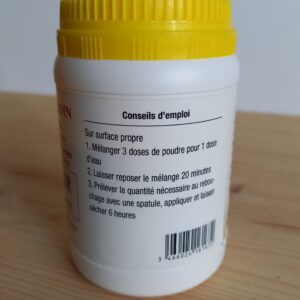 Conseils d'emploi
Sur surface propre
1. Mélanger 3 doses de poudre pour 1 dose
d'eau
2. Laisser reposer le mélange 20 minutes
3. Prélever la quantité nécessaire au rebou-
chage avec une spatule, appliquer et laisser
sécher 6 heures